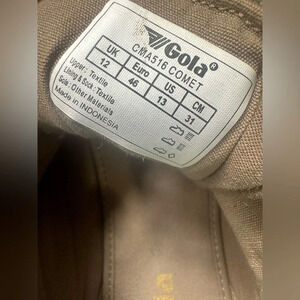 Gola®
CMA516 COMET
UK Euro US CM
12 46 13 31
Upper : Textile
Lining & Sock : Textile
Sole : Other Materials
Made in INDONESIA